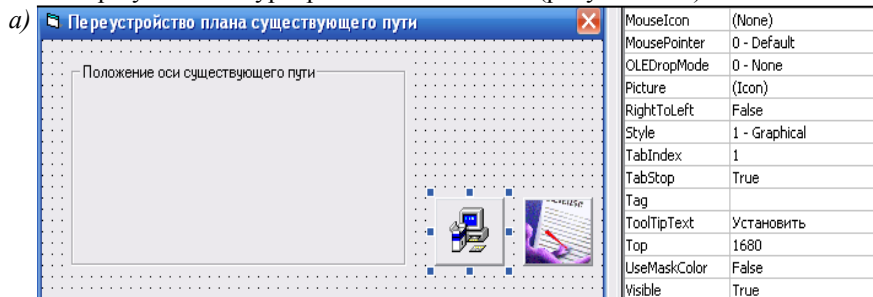 а)
Переустройство плана существующего пути
Положение оси существующего пути
MouseIcon (None)
MousePointer 0 - Default
OLEDropMode 0 - None
Picture (Icon)
RightToLeft False
Style 1 - Graphical
TabIndex 1
TabStop True
Tag
ToolTipText Установить
Top 1680
UseMaskColor False
Visible True